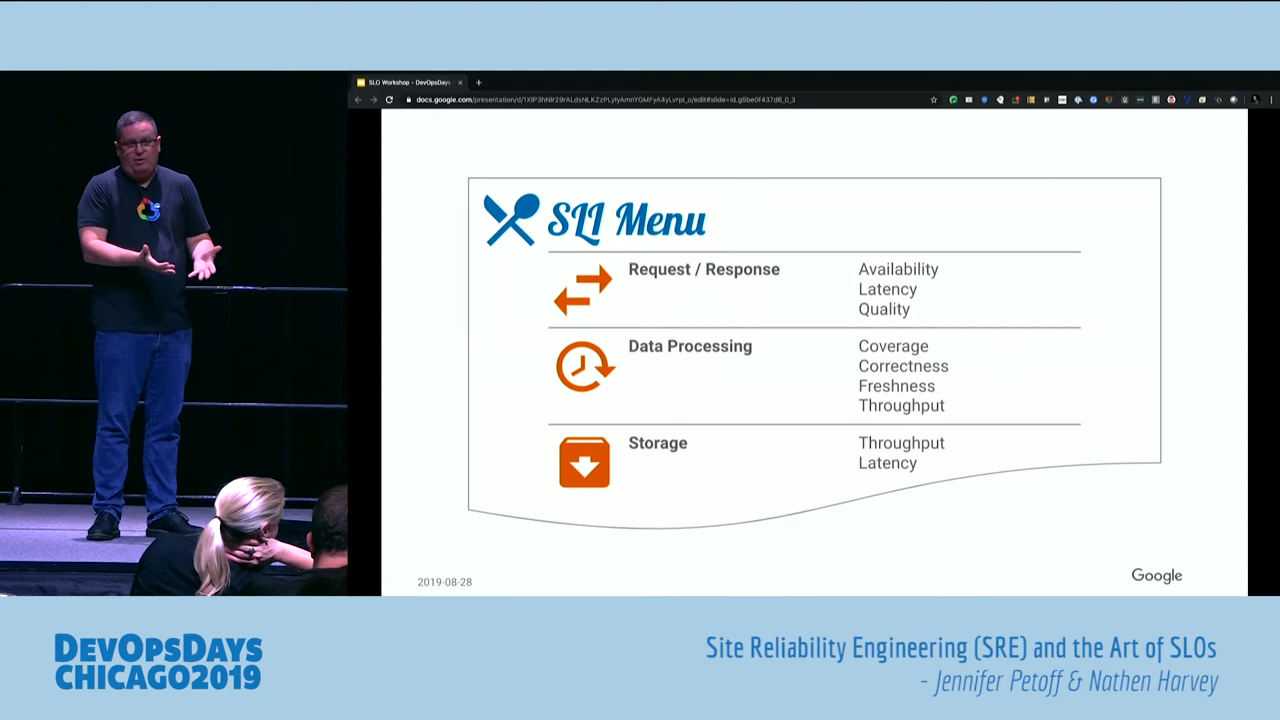 SLO Workshop - DevOpsDays
SLI Menu
Request / Response
Availability
Latency
Quality
Data Processing
Coverage
Correctness
Freshness
Throughput
Storage
Throughput
Latency
2019-08-28
Google
DevOpsDays
Chicago2019
Site Reliability Engineering (SRE) and the Art of SLOs
- Jennifer Petoff & Nathen Harvey